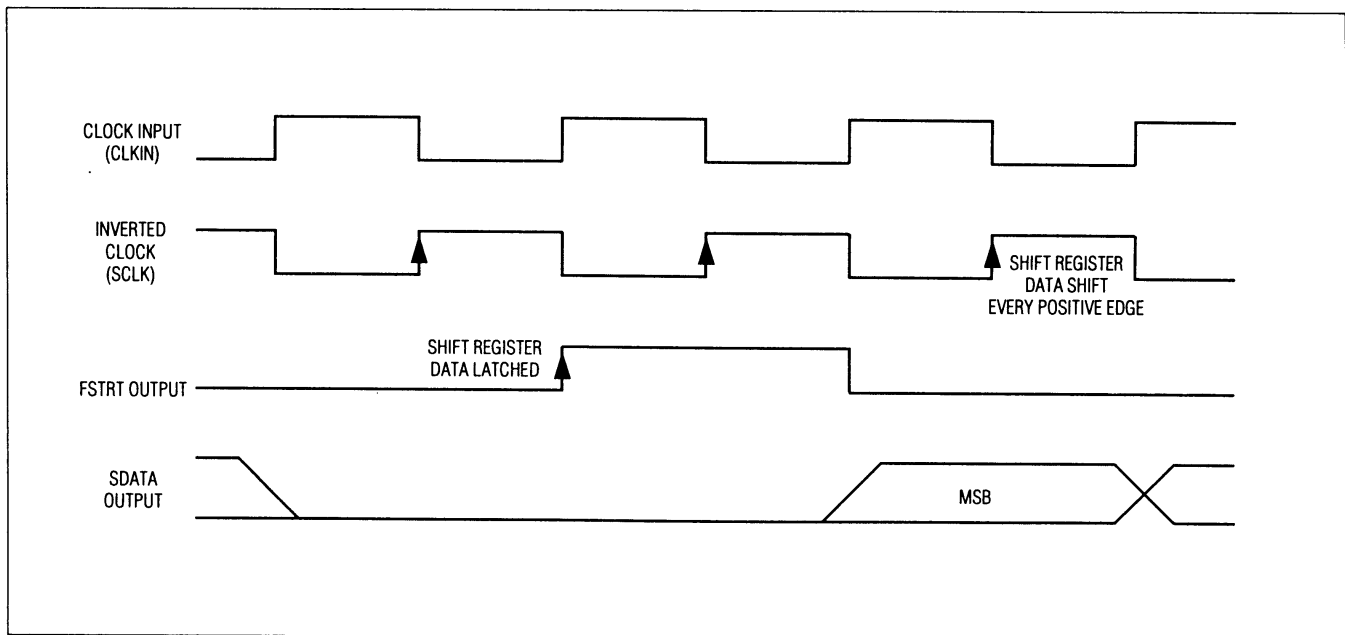 CLOCK INPUT
(CLKIN)
INVERTED
CLOCK
(SCLK)
SHIFT REGISTER
DATA SHIFT
EVERY POSITIVE EDGE
SHIFT REGISTER
DATA LATCHED
FSTRT OUTPUT
SDATA
OUTPUT
MSB